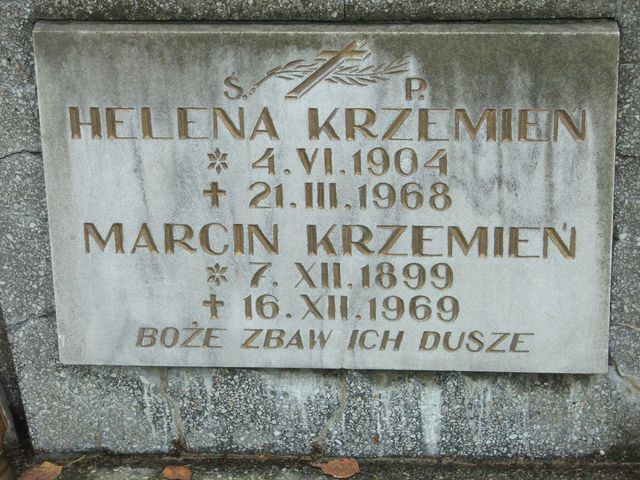 Ś. P.
HELENA KRZEMIEŃ
* 4. VI. 1904
+ 21. III. 1968
MARCIN KRZEMIEŃ
* 7. XII. 1899
+ 16. XII. 1969
BOŻE ZBAW ICH DUSZE